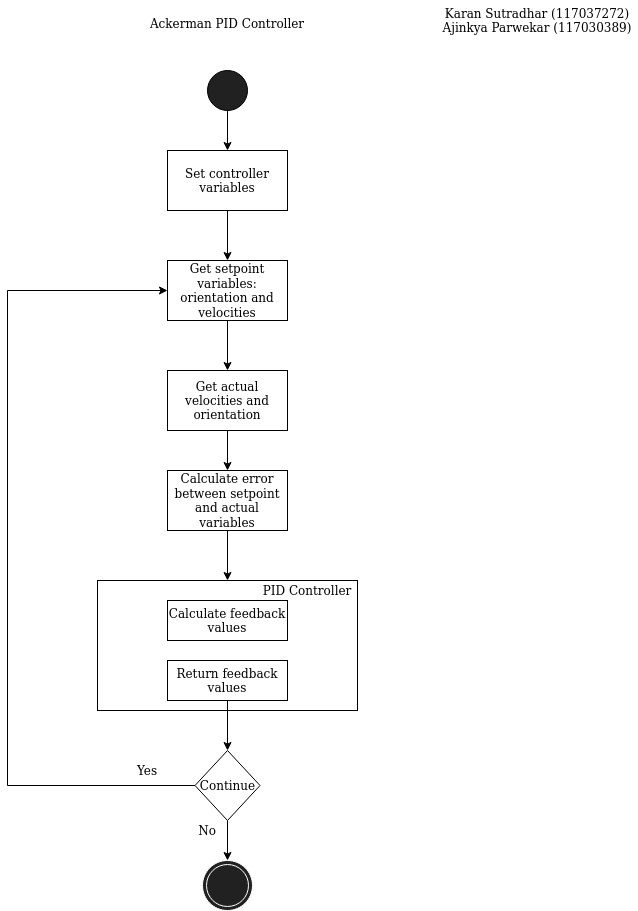 Ackerman PID Controller
Karan Sutradhar (117037272)
Ajinkya Parwekar (117030389)
Set controller
variables
Get setpoint
variables:
orientation and
velocities
Get actual
velocities and
orientation
Calculate error
between setpoint
and actual
variables
PID Controller
Calculate feedback
values
Return feedback
values
Continue
Yes
No